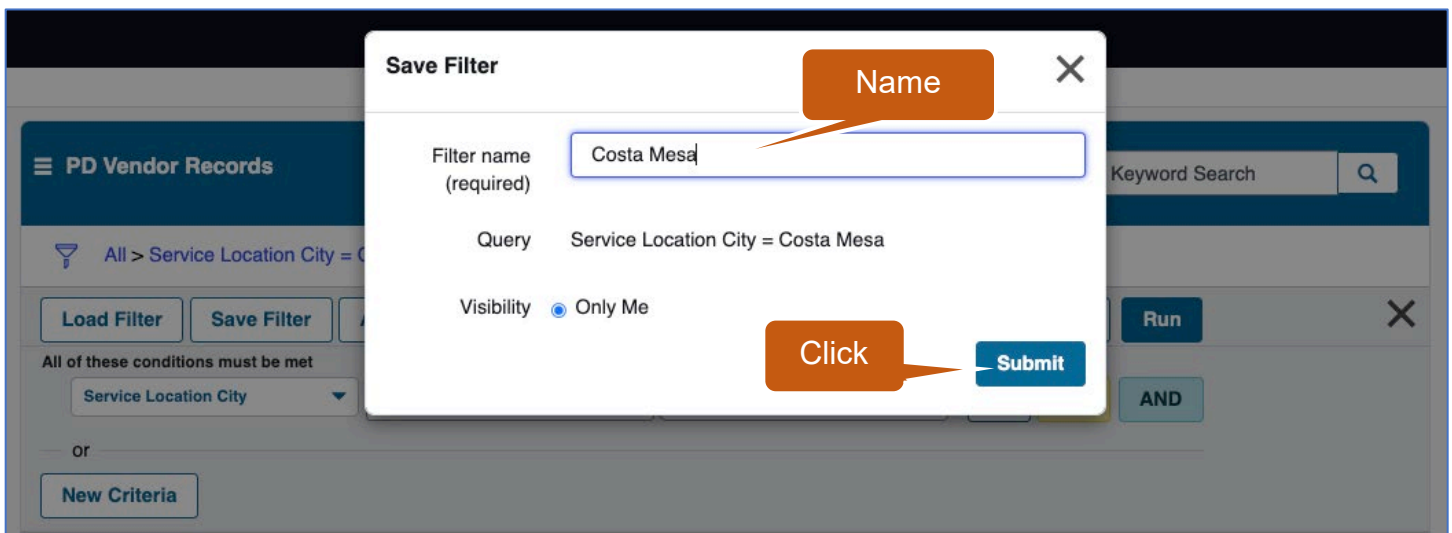 Save Filter
Name
Filter name
(required)
Costa Mesa
PD Vendor Records
Keyword Search
Query
Service Location City = Costa Mesa
All > Service Location City =
Visibility
Only Me
Load Filter
Save Filter
Run
Click
Submit
All of these conditions must be met
Service Location City
AND
or
New Criteria